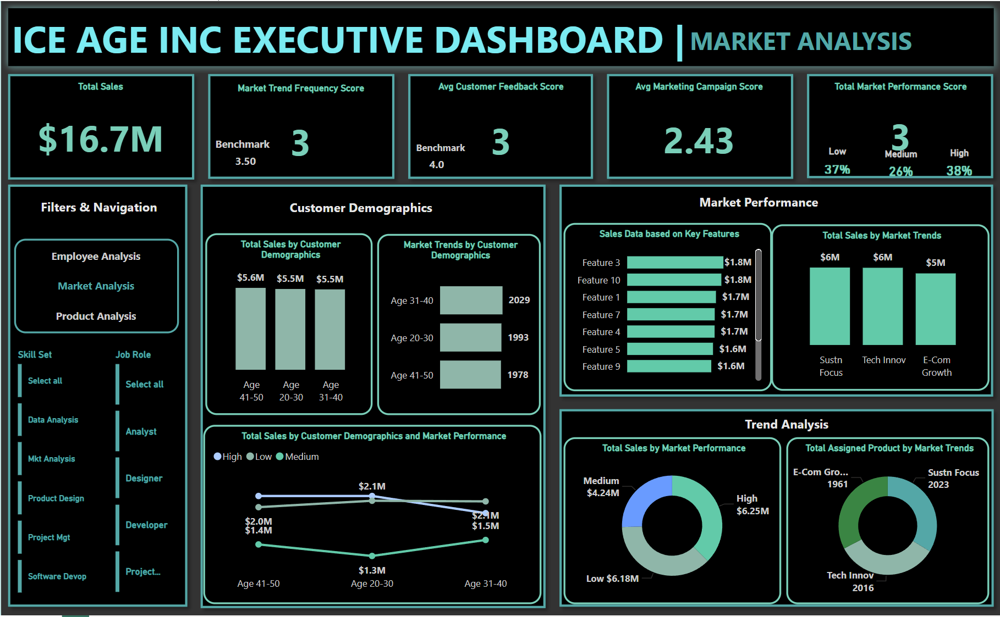 ICE AGE INC EXECUTIVE DASHBOARD | MARKET ANALYSIS
Total Sales
$16.7M
Market Trend Frequency Score
3
Benchmark
3.50
Avg Customer Feedback Score
3
Benchmark
4.0
Avg Marketing Campaign Score
2.43
Total Market Performance Score
3
Low
Medium
High
37%
26%
38%
Filters & Navigation
Employee Analysis
Market Analysis
Product Analysis
Skill Set
Select all
Data Analysis
Mkt Analysis
Product Design
Project Mgt
Software Devop
Job Role
Select all
Analyst
Designer
Developer
Project...
Customer Demographics
Total Sales by Customer
Demographics
$5.6M
$5.5M
$5.5M
Age
41-50
Age
20-30
Age
31-40
Market Trends by Customer
Demographics
Age 31-40
2029
Age 20-30
1993
Age 41-50
1978
Total Sales by Customer Demographics and Market Performance
High
Low
Medium
$2.1M
$2.0M
$1.4M
$2.1M
$1.5M
$1.3M
Age 41-50
Age 20-30
Age 31-40
Market Performance
Sales Data based on Key Features
Feature 3
$1.8M
Feature 10
$1.8M
Feature 1
$1.7M
Feature 7
$1.7M
Feature 4
$1.7M
Feature 5
$1.6M
Feature 9
$1.6M
Total Sales by Market Trends
$6M
$6M
$5M
Sustn
Focus
Tech Innov
E-Com
Growth
Trend Analysis
Total Sales by Market Performance
Medium
$4.24M
High
$6.25M
Low $6.18M
Total Assigned Product by Market Trends
E-Com Gro...
1961
Sustn Focus
2023
Tech Innov
2016